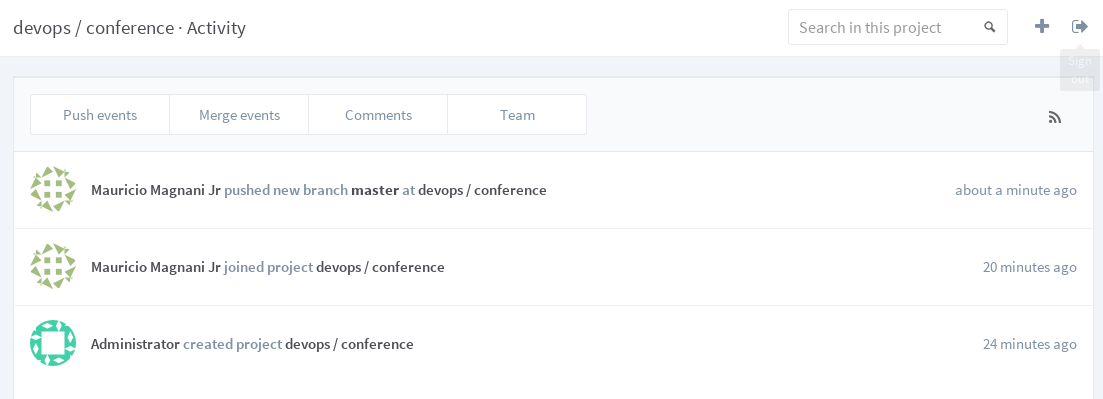 devops / conference · Activity
Search in this project
Sign
out
Push events
Merge events
Comments
Team
Mauricio Magnani Jr pushed new branch master at devops / conference
about a minute ago
Mauricio Magnani Jr joined project devops / conference
20 minutes ago
Administrator created project devops / conference
24 minutes ago